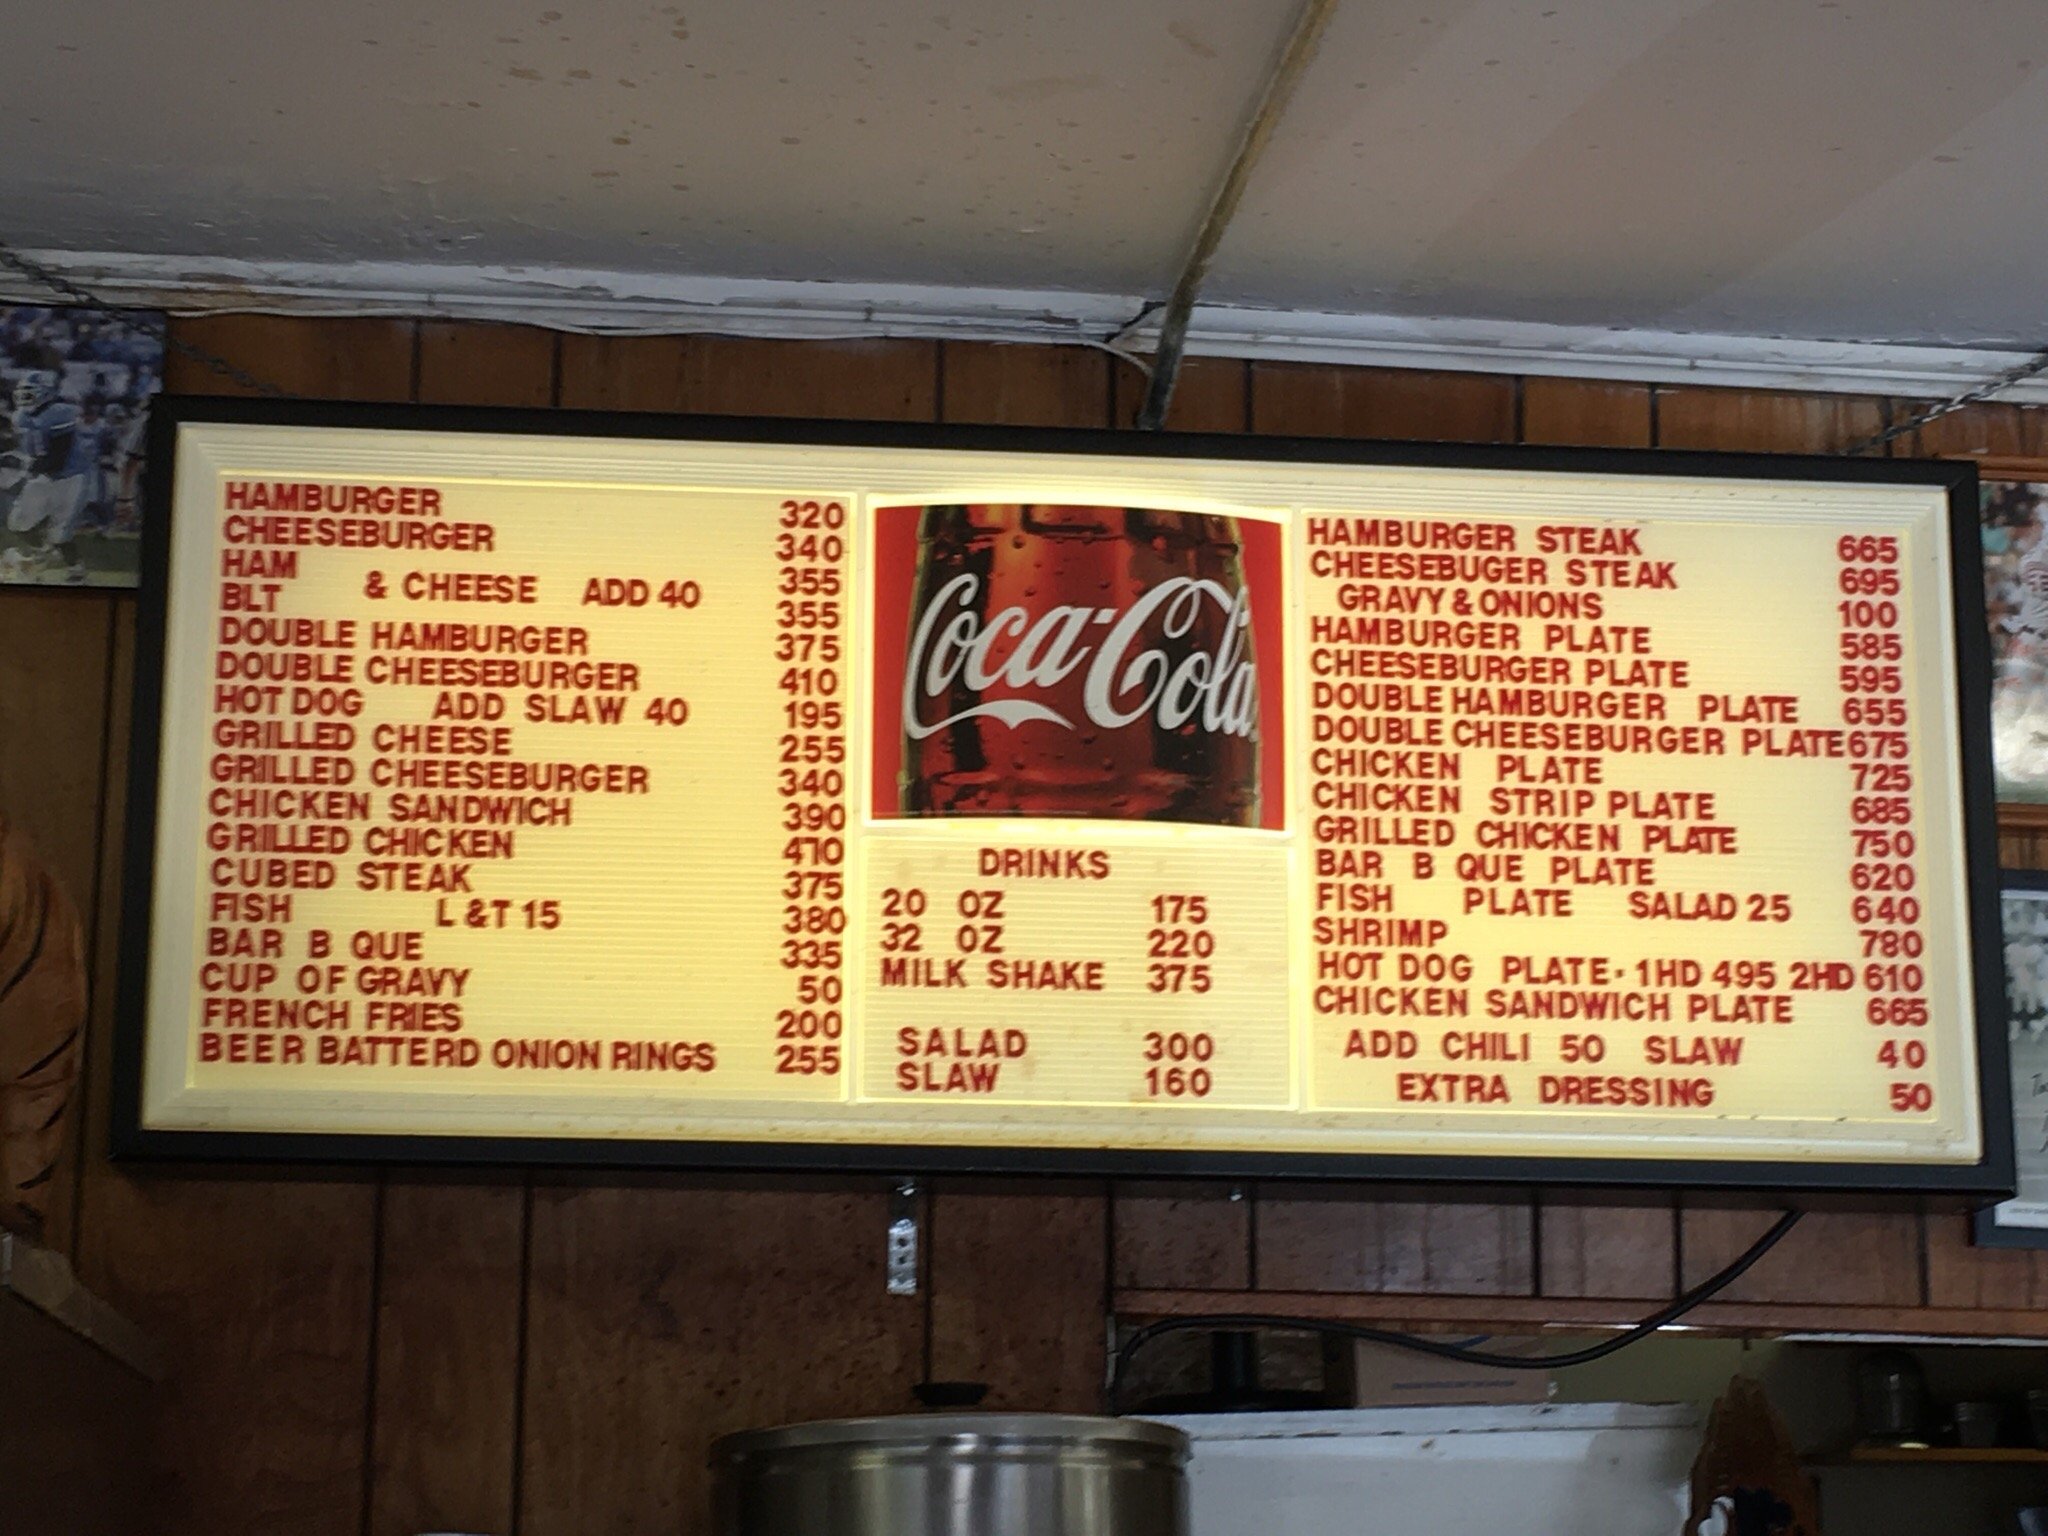 HAMBURGER 320
CHEESEBURGER 340
HAM 355
& CHEESE ADD 40
BLT 355
DOUBLE HAMBURGER 375
DOUBLE CHEESEBURGER 410
HOT DOG ADD SLAW 40 195
GRILLED CHEESE 255
GRILLED CHEESEBURGER 340
CHICKEN SANDWICH 390
GRILLED CHICKEN 470
CUBED STEAK 375
FISH L & T 15 380
BAR B QUE 335
CUP OF GRAVY 50
FRENCH FRIES 200
BEER BATTERD ONION RINGS 255
Coca-Cola
DRINKS
20 OZ 175
32 OZ 220
MILK SHAKE 375
SALAD 300
SLAW 160
HAMBURGER STEAK 665
CHEESEBUGER STEAK 695
GRAVY & ONIONS 100
HAMBURGER PLATE 585
CHEESEBURGER PLATE 595
DOUBLE HAMBURGER PLATE 655
DOUBLE CHEESEBURGER PLATE 675
CHICKEN PLATE 725
CHICKEN STRIP PLATE 685
GRILLED CHICKEN PLATE 750
BAR B QUE PLATE 620
FISH PLATE SALAD 25 640
SHRIMP 780
HOT DOG PLATE · 1HD 495 2HD 610
CHICKEN SANDWICH PLATE 665
ADD CHILI 50 SLAW 40
EXTRA DRESSING 50